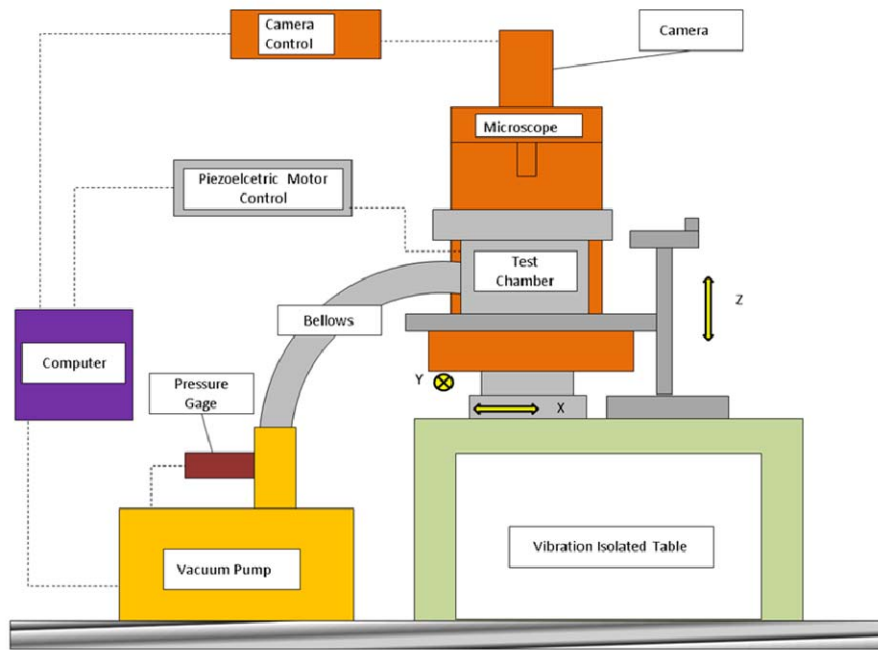 Camera
Control
Camera
Microscope
Piezoelcetric Motor
Control
Test
Chamber
Z
Bellows
Computer
Pressure
Gage
Y
X
Vibration Isolated Table
Vacuum Pump